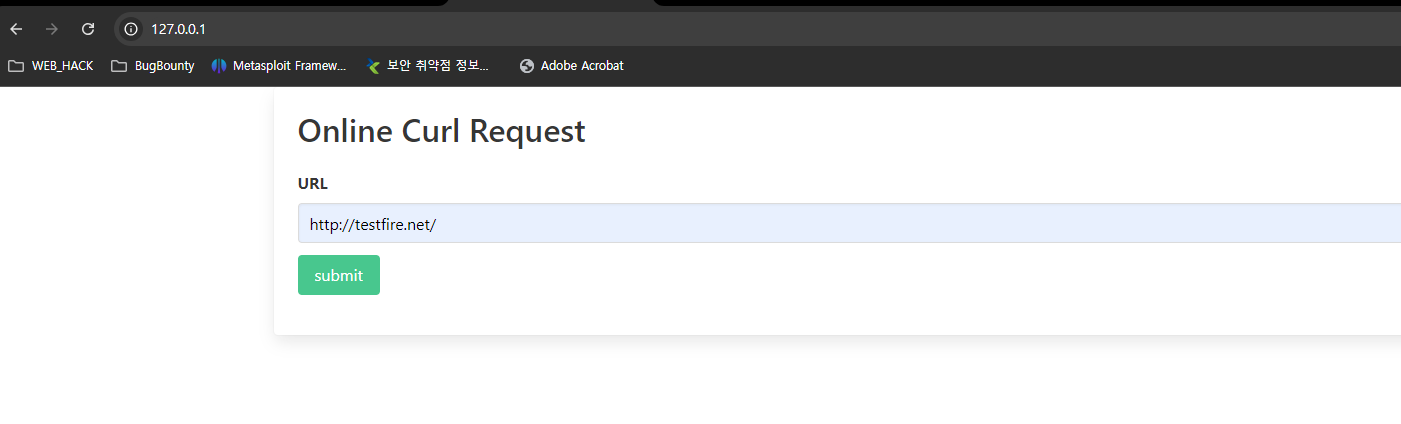 127.0.0.1
WEB_HACK BugBounty Metasploit Framew... 보안 취약점 정보... Adobe Acrobat
Online Curl Request
URL
http://testfire.net/
submit